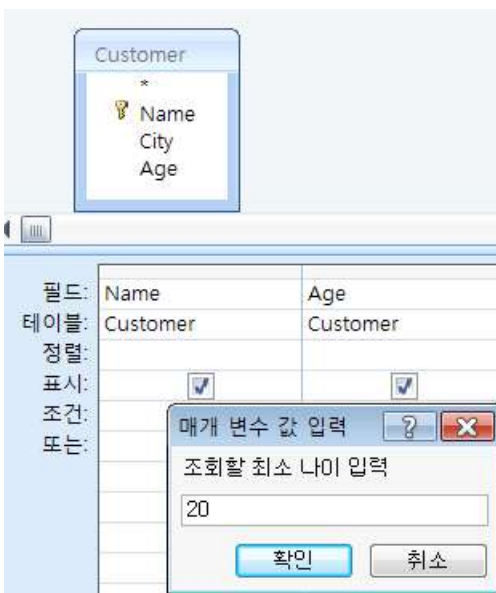 Customer
*
Name
City
Age
필드: Name Age
테이블: Customer Customer
정렬:
표시:
조건:
또는:
매개 변수 값 입력
조회할 최소 나이 입력
20
확인 취소